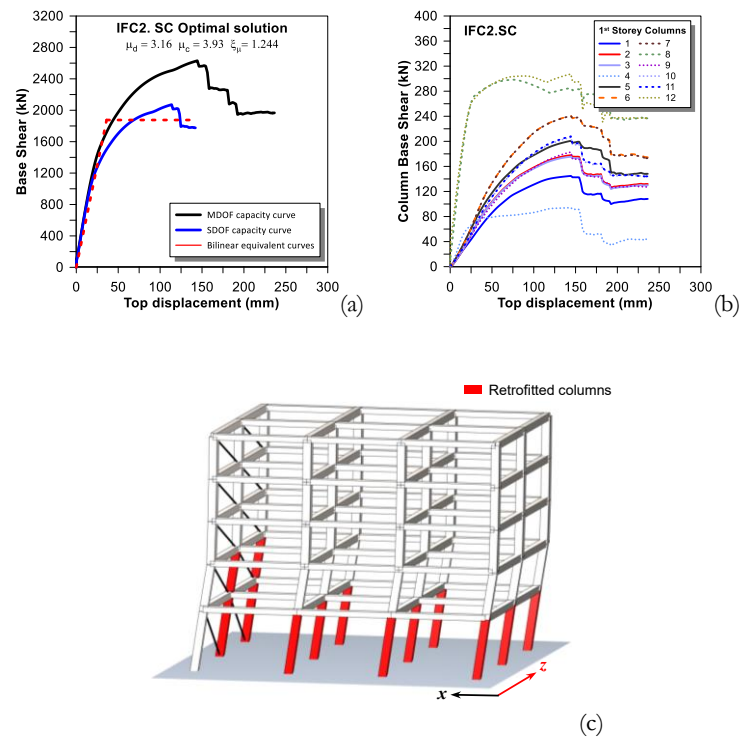 IFC2. SC Optimal solution
μd = 3.16 μc = 3.93 ξμ= 1.244
3200
2800
2400
2000
1600
1200
800
400
0
Base Shear (kN)
MDOF capacity curve
SDOF capacity curve
Bilinear equivalent curves
0 50 100 150 200 250 300
Top displacement (mm)
(a)
IFC2.SC
1st Storey Columns
1 7
2 8
3 9
4 10
5 11
6 12
400
360
320
280
240
200
160
120
80
40
0
Column Base Shear (kN)
0 50 100 150 200 250 300
Top displacement (mm)
(b)
Retrofitted columns
z
x
(c)